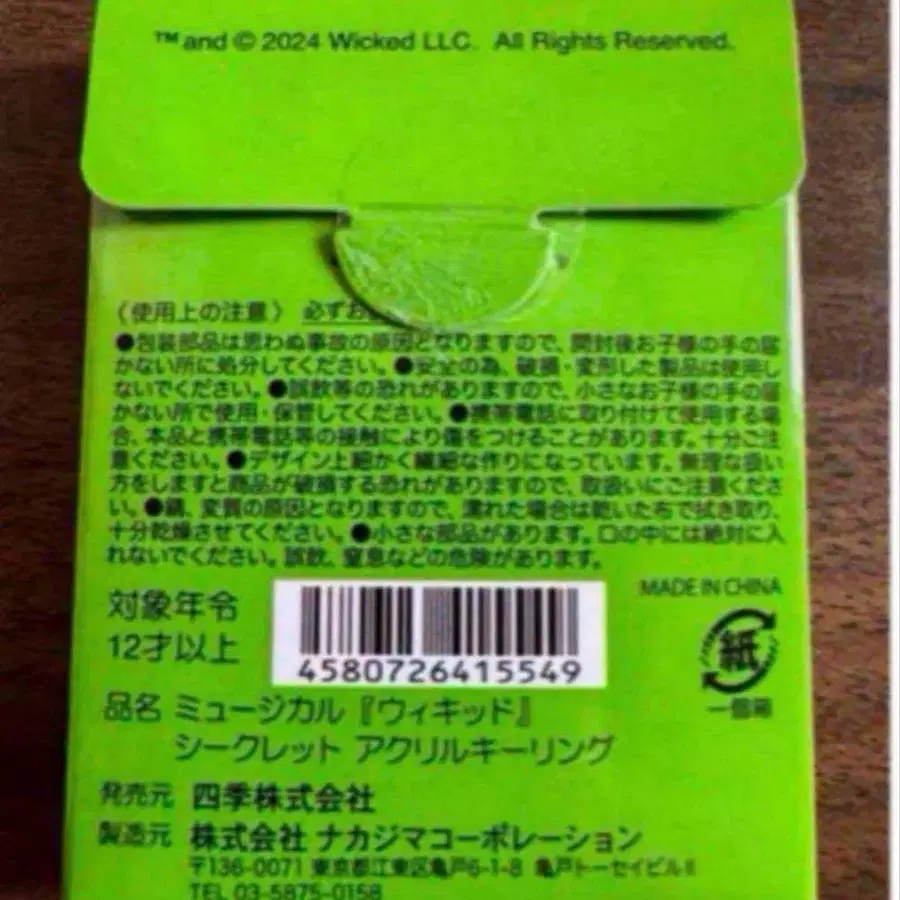 ™and © 2024 Wicked LLC. All Rights Reserved.
〈使用上の注意〉 必ずお
●包装部品は思わぬ事故の原因となりますので、開封後お子様の手の届
かない所に処分してください。●安全の為、破損・変形した製品は使用し
ないでください。●誤飲等の恐れがありますので、小さなお子様の手の届
かない所で使用・保管してください。●携帯電話に取り付けて使用する場
合、本品と携帯電話等の接触により傷をつけることがあります。十分ご注
意ください。●デザイン上細かく繊細な作りになっています。無理な扱い
方をしますと商品が破損する恐れがありますので、取扱いにご注意くださ
い。●錆、変質の原因となりますので、濡れた場合は乾いた布で拭き取り、
十分乾燥させてください。●小さな部品があります。口の中には絶対に入
れないでください。誤飲、窒息などの危険があります。
MADE IN CHINA
対象年令
12才以上
4580726415549
紙
一個箱
品名 ミュージカル『ウィキッド』
シークレット アクリルキーリング
発売元 四季株式会社
製造元 株式会社 ナカジマコーポレーション
〒136-0071 東京都江東区亀戸6-1-8 亀戸トーセイビルⅡ
TEL 03-5875-0158